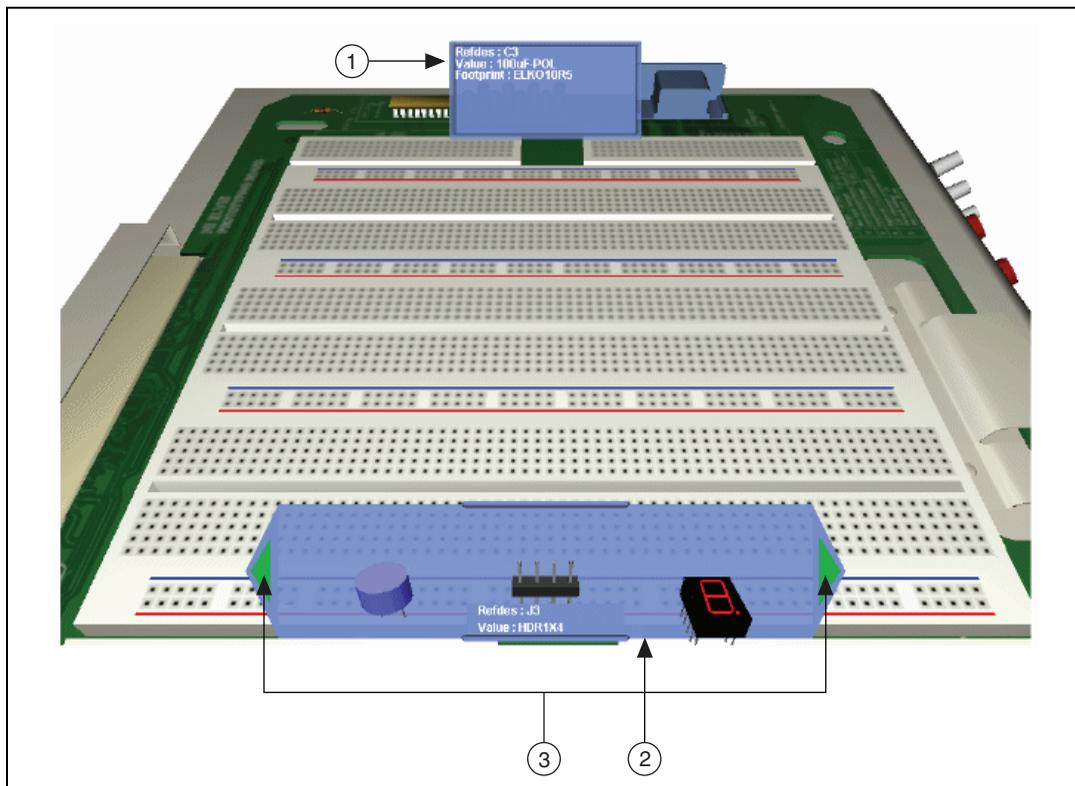 1
Refdes : C3
Value : 100uF-POL
Footprint : ELKO10R5
Refdes : J3
Value : HDR1X4
3
2